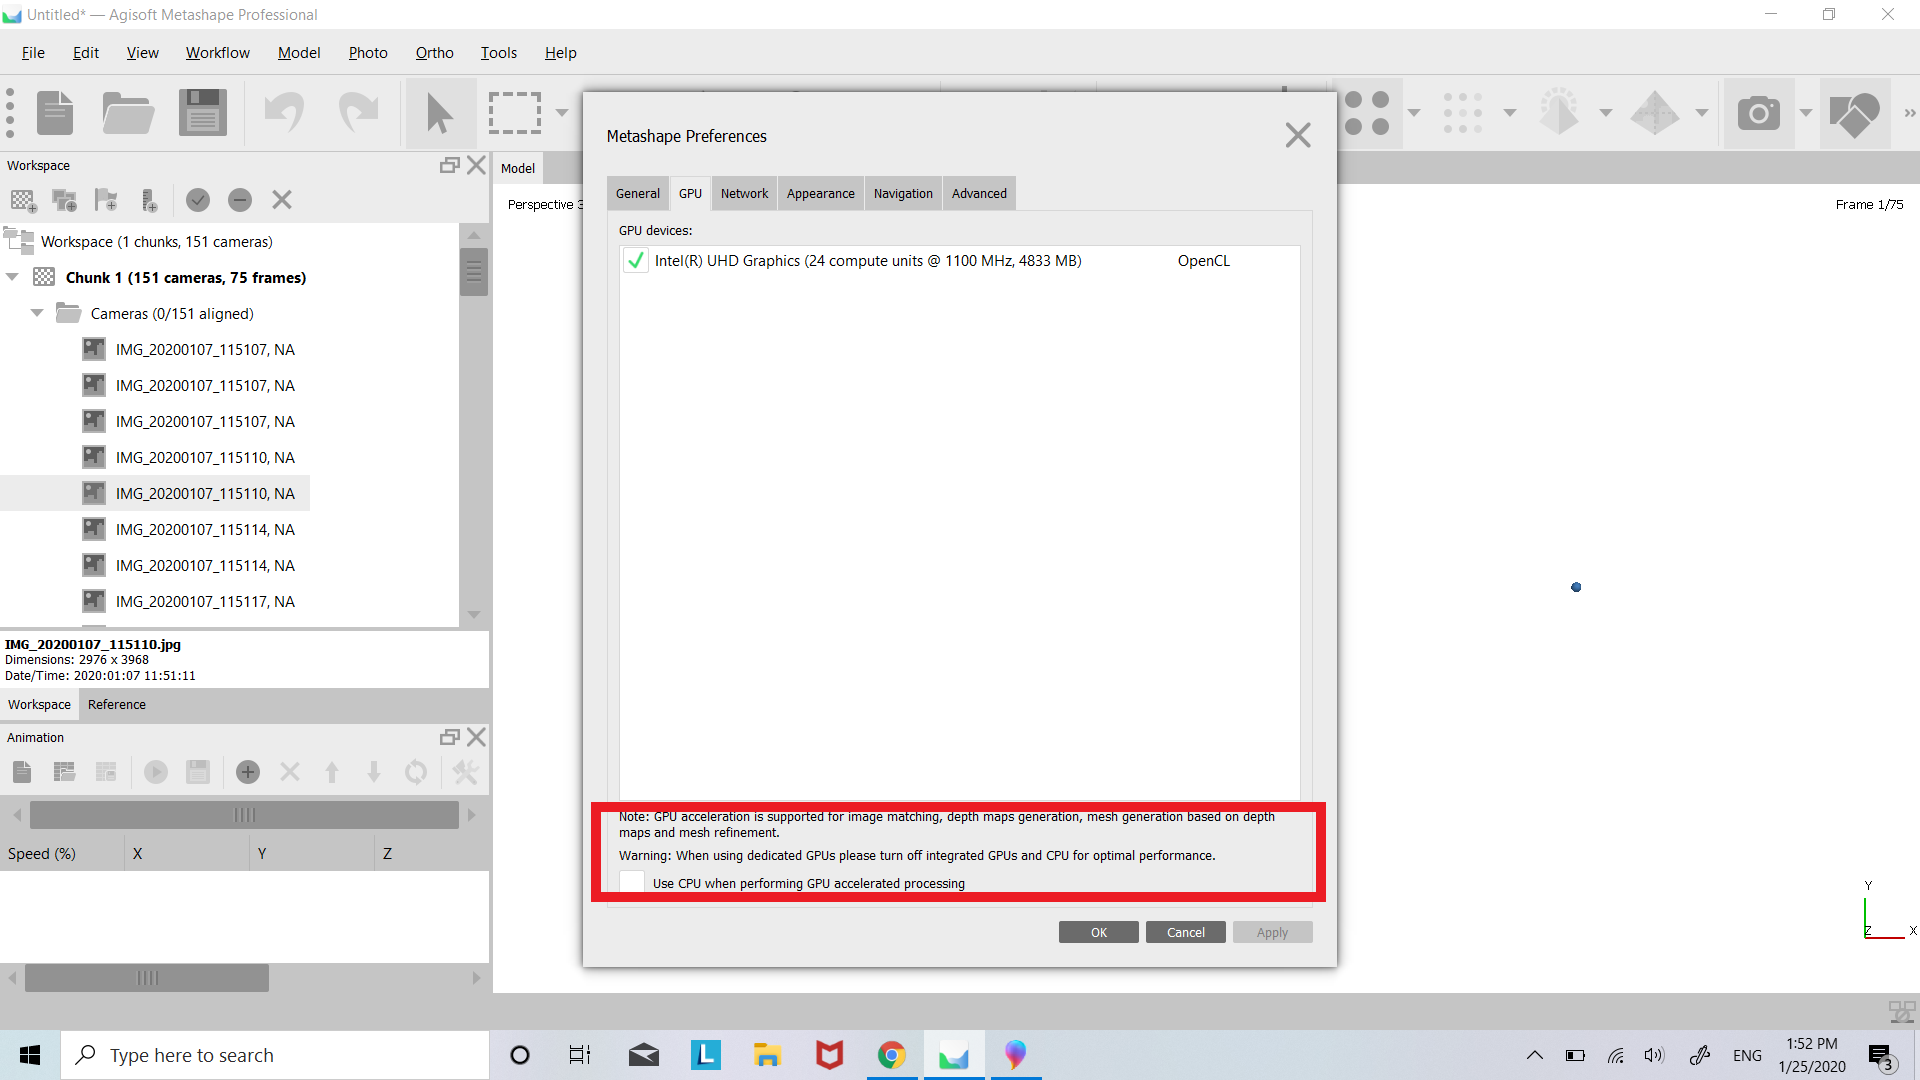 Untitled* — Agisoft Metashape Professional
File Edit View Workflow Model Photo Ortho Tools Help
Workspace
Workspace (1 chunks, 151 cameras)
Chunk 1 (151 cameras, 75 frames)
Cameras (0/151 aligned)
IMG_20200107_115107, NA
IMG_20200107_115107, NA
IMG_20200107_115107, NA
IMG_20200107_115110, NA
IMG_20200107_115110, NA
IMG_20200107_115114, NA
IMG_20200107_115114, NA
IMG_20200107_115117, NA
IMG_20200107_115110.jpg
Dimensions: 2976 x 3968
Date/Time: 2020:01:07 11:51:11
Workspace Reference
Animation
Speed (%) X Y Z
Model
Perspective 3
Frame 1/75
Metashape Preferences
General GPU Network Appearance Navigation Advanced
GPU devices:
Intel(R) UHD Graphics (24 compute units @ 1100 MHz, 4833 MB) OpenCL
Note: GPU acceleration is supported for image matching, depth maps generation, mesh generation based on depth
maps and mesh refinement.
Warning: When using dedicated GPUs please turn off integrated GPUs and CPU for optimal performance.
Use CPU when performing GPU accelerated processing
OK Cancel Apply
Y
Z X
Type here to search
L
ENG
1:52 PM
1/25/2020
3